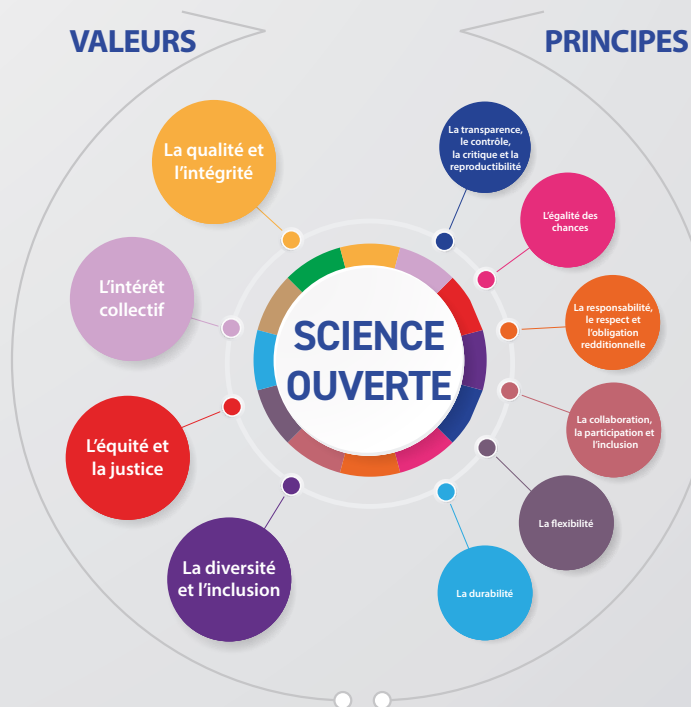 VALEURS
PRINCIPES
La qualité et
l'intégrité
L'intérêt
collectif
L'équité et
la justice
La diversité
et l'inclusion
SCIENCE
OUVERTE
La transparence,
le contrôle,
la critique et la
reproductibilité
L'égalité des
chances
La responsabilité,
le respect et
l'obligation
redditionnelle
La collaboration,
la participation et
l'inclusion
La flexibilité
La durabilité